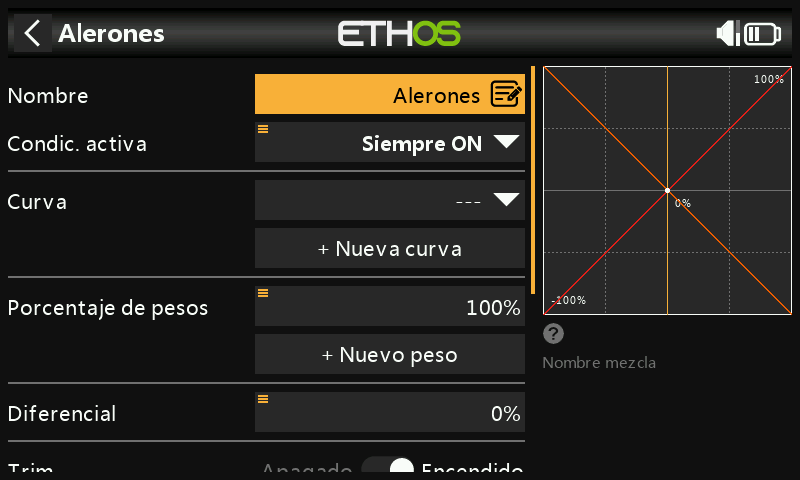 Alerones
ETHOS
Nombre
Alerones
Condic. activa
Siempre ON
Curva
---
+ Nueva curva
Porcentaje de pesos
100%
+ Nuevo peso
Diferencial
0%
Trim
Apagado
Encendido
100%
0%
-100%
?
Nombre mezcla